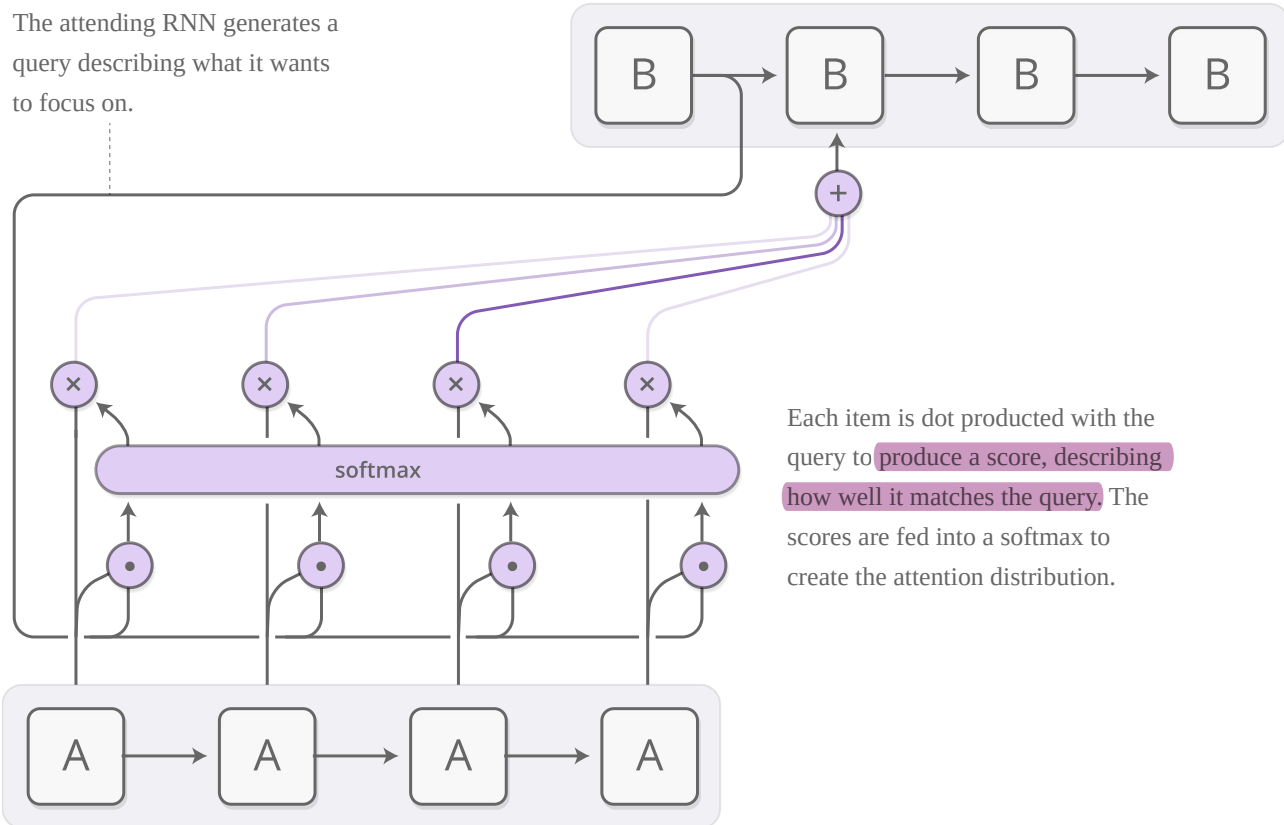 The attending RNN generates a
query describing what it wants
to focus on.
B
B
B
B
+
×
×
×
×
Each item is dot producted with the
query to produce a score, describing
how well it matches the query. The
scores are fed into a softmax to
create the attention distribution.
softmax
A
A
A
A